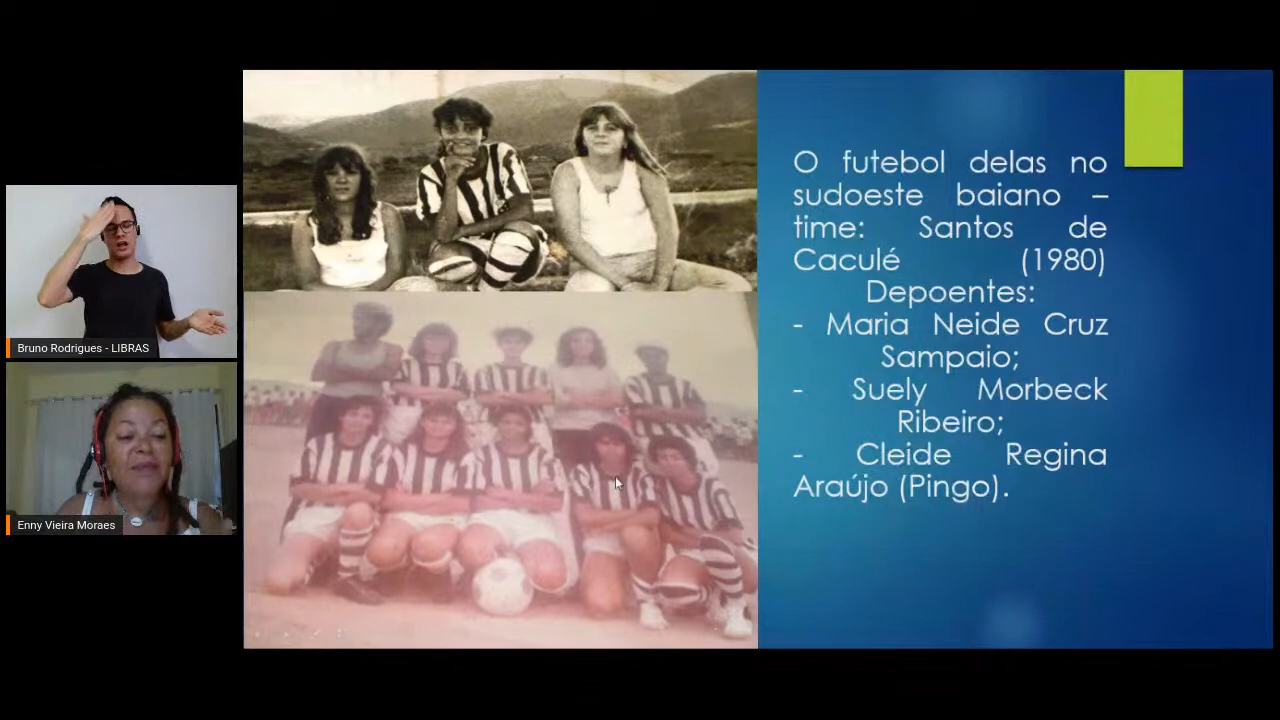 Bruno Rodrigues - LIBRAS
Enny Vieira Moraes
O futebol delas no
sudoeste baiano –
time: Santos de
Caculé (1980)
Depoentes:
- Maria Neide Cruz
Sampaio;
- Suely Morbeck
Ribeiro;
- Cleide Regina
Araújo (Pingo).